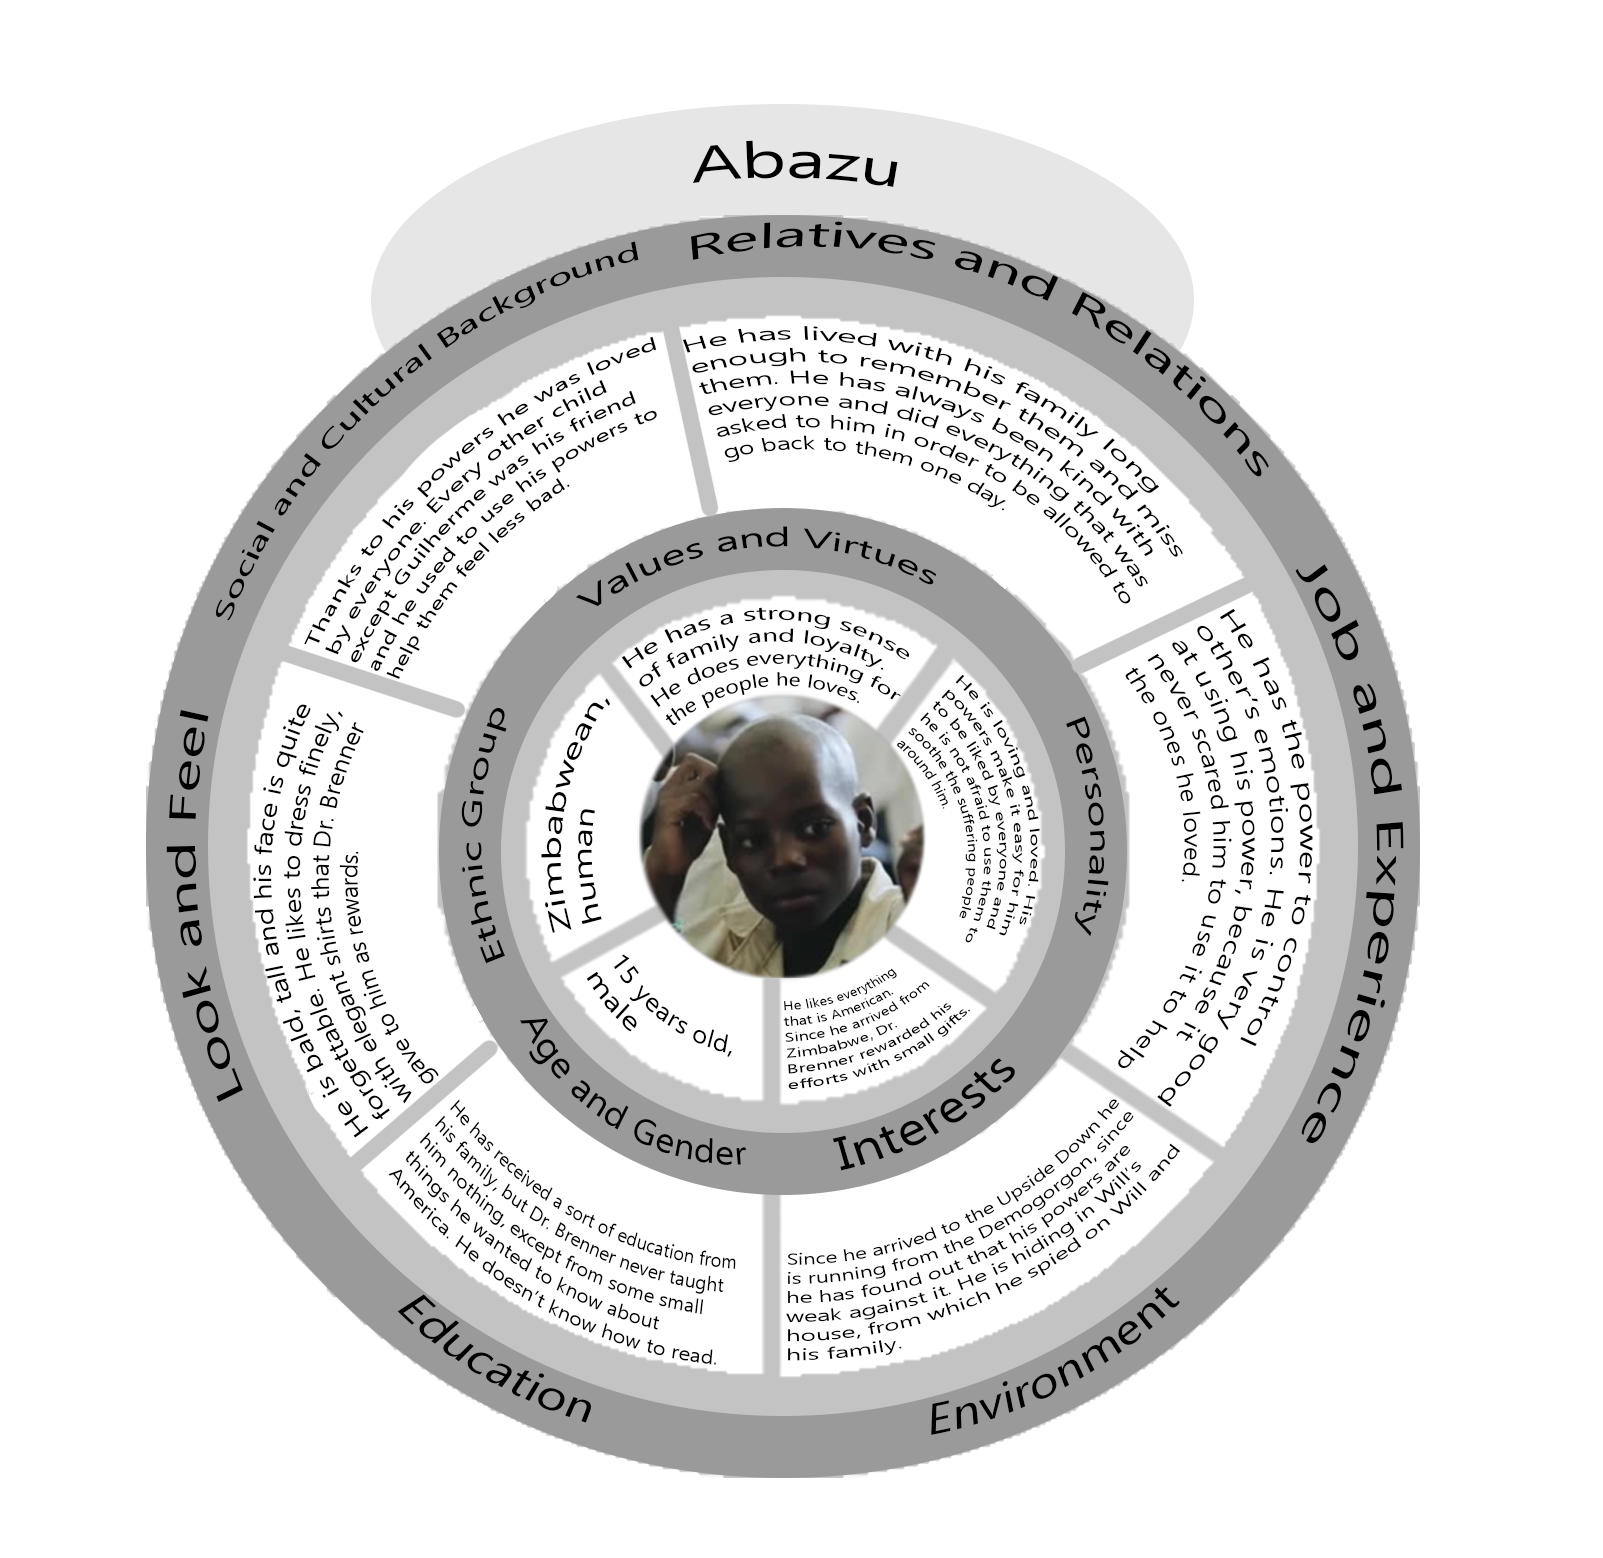 Abazu
Relatives and Relations
He has lived with his family long
enough to remember them and miss
them. He has always been kind with
everyone and did everything that was
asked to him in order to be allowed to
go back to them one day.
Job and Experience
He has the power to control
other’s emotions. He is very good
at using his power, because it
never scared him to use it to help
the ones he loved.
Environment
Since he arrived to the Upside Down he
is running from the Demogorgon, since
he has found out that his powers are
weak against it. He is hiding in Will’s
house, from which he spied on Will and
his family.
Education
He has received a sort of education from
his family, but Dr. Brenner never taught
him nothing, except from some small
things he wanted to know about
America. He doesn’t know how to read.
Look and Feel
He is bald, tall and his face is quite
forgettable. He likes to dress finely,
with elegant shirts that Dr. Brenner
gave to him as rewards.
Social and Cultural Background
Thanks to his powers he was loved
by everyone. Every other child
except Guilherme was his friend
and he used to use his powers to
help them feel less bad.
Values and Virtues
He has a strong sense
of family and loyalty.
He does everything for
the people he loves.
Personality
He is loving and loved. His
powers make it easy for him
to be liked by everyone and
he is not afraid to use them to
soothe the suffering people
around him.
Interests
He likes everything
that is American.
Since he arrived from
Zimbabwe, Dr.
Brenner rewarded his
efforts with small gifts.
Age and Gender
15 years old,
male
Ethnic Group
Zimbabwean,
human